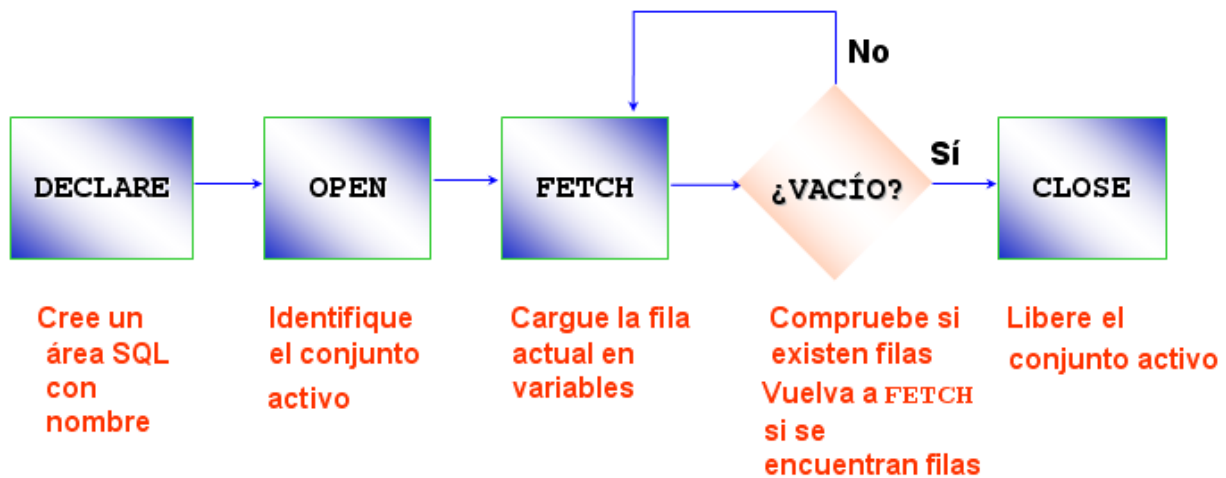 No
Sí
DECLARE
OPEN
FETCH
¿VACÍO?
CLOSE
Cree un
área SQL
con
nombre
Identifique
el conjunto
activo
Cargue la fila
actual en
variables
Compruebe si
existen filas
Vuelva a FETCH
si se
encuentran filas
Libere el
conjunto activo